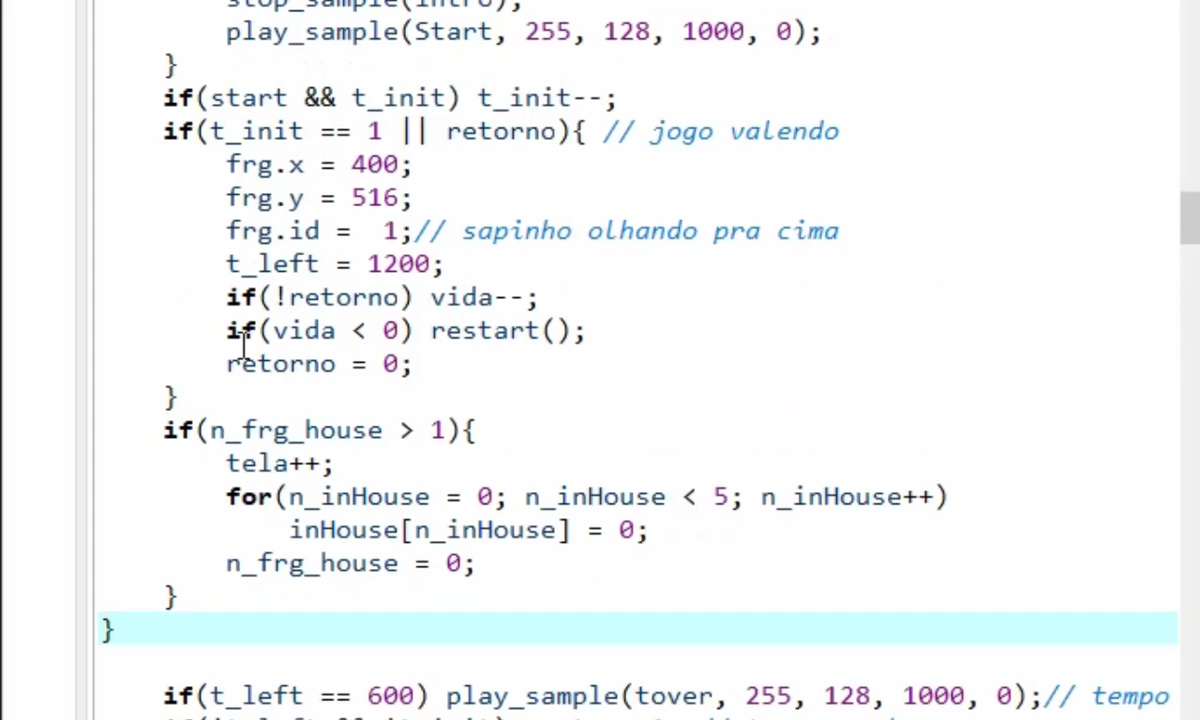 stop_sample(intro);
play_sample(Start, 255, 128, 1000, 0);
}
if(start && t_init) t_init--;
if(t_init == 1 || retorno){ // jogo valendo
frg.x = 400;
frg.y = 516;
frg.id =  1;// sapinho olhando pra cima
t_left = 1200;
if(!retorno) vida--;
if(vida < 0) restart();
retorno = 0;
}
if(n_frg_house > 1){
tela++;
for(n_inHouse = 0; n_inHouse < 5; n_inHouse++)
inHouse[n_inHouse] = 0;
n_frg_house = 0;
}
}
if(t_left == 600) play_sample(tover, 255, 128, 1000, 0);// tempo